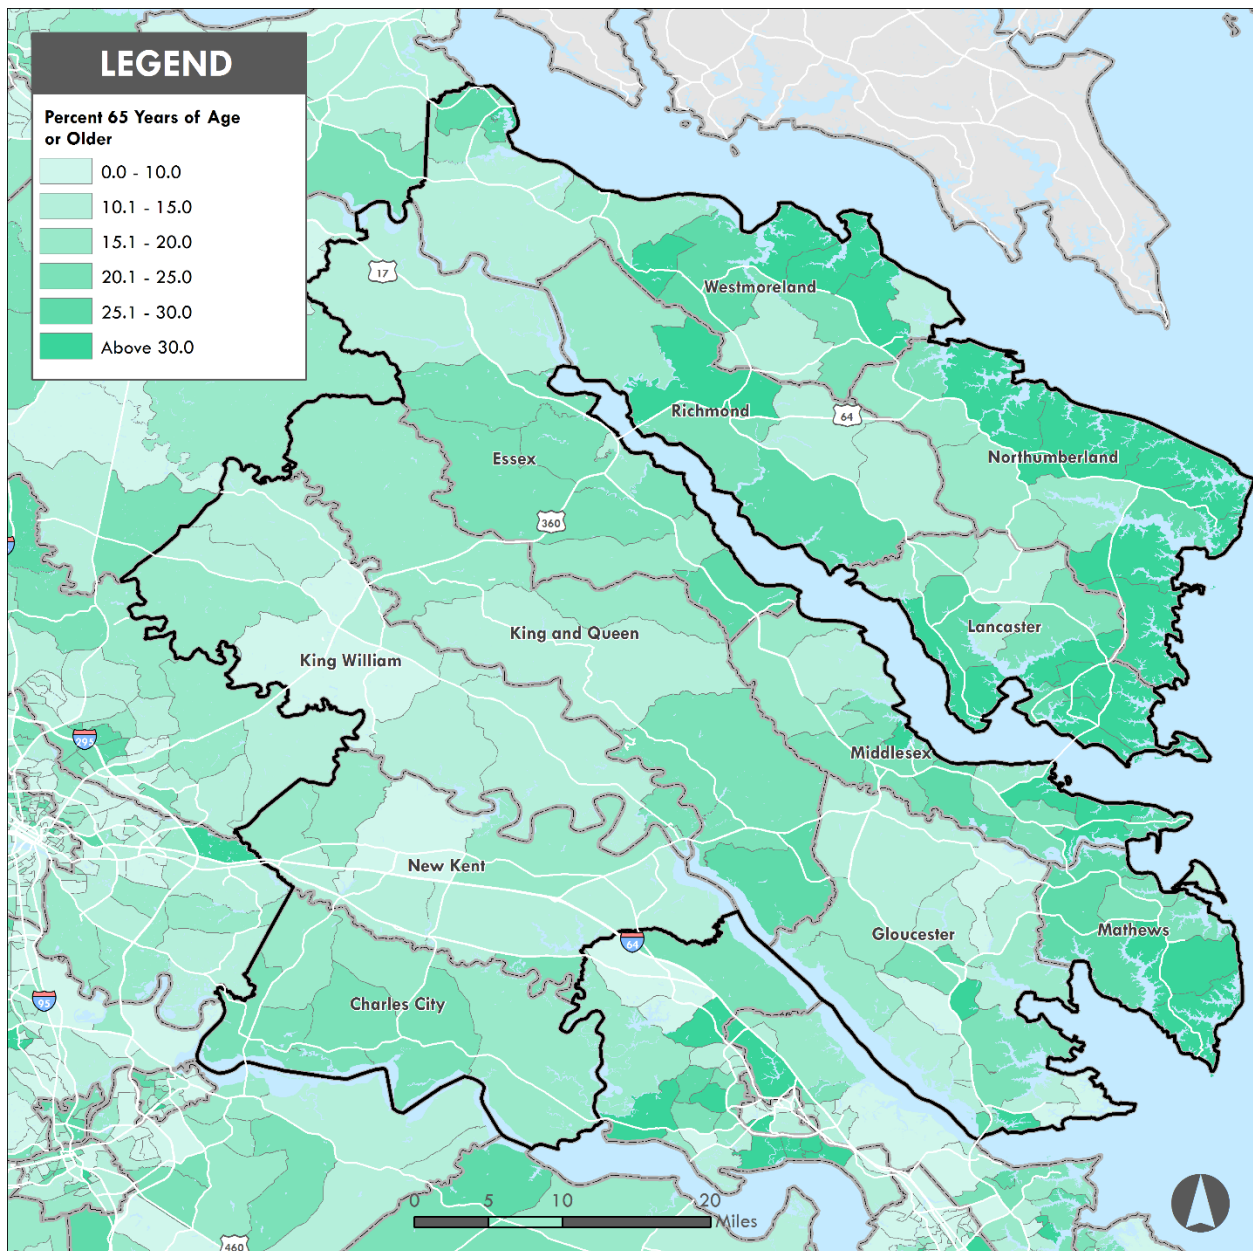 LEGEND
Percent 65 Years of Age
or Older
0.0 - 10.0
10.1 - 15.0
15.1 - 20.0
20.1 - 25.0
25.1 - 30.0
Above 30.0
17
Westmoreland
Richmond
64
Northumberland
Essex
360
King and Queen
Lancaster
King William
295
Middlesex
New Kent
Gloucester
Mathews
64
95
Charles City
0 5 10 20
Miles
460